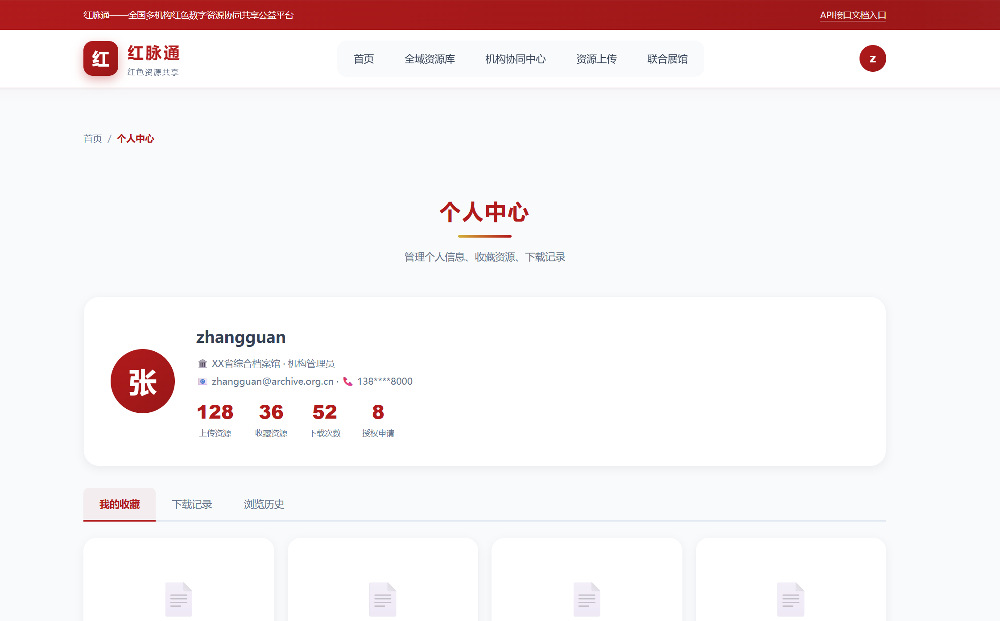 红脉通——全国多机构红色数字资源协同共享公益平台
API接口文档入口
红
红脉通
红色资源共享
首页 全域资源库 机构协同中心 资源上传 联合展馆
z
首页 / 个人中心
个人中心
管理个人信息、收藏资源、下载记录
张
zhangguan
XX省综合档案馆 · 机构管理员
zhangguan@archive.org.cn · 138****8000
128 36 52 8
上传资源 收藏资源 下载次数 授权申请
我的收藏 下载记录 浏览历史